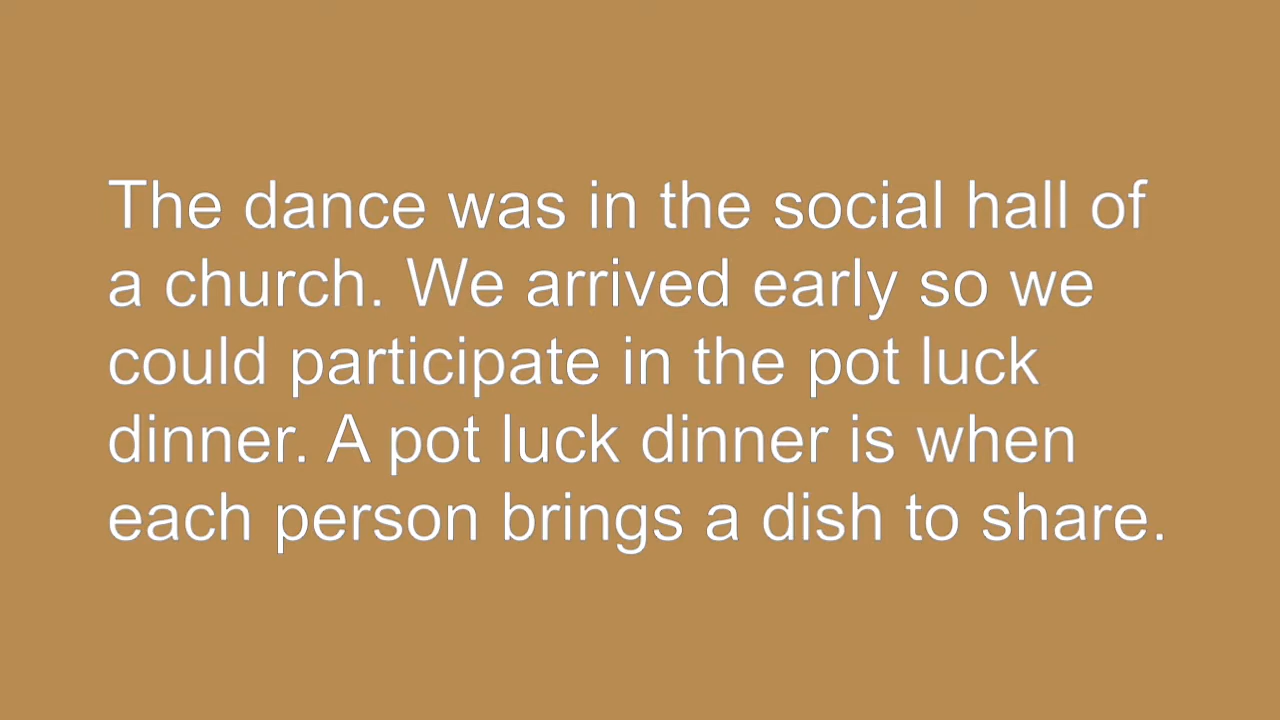 The dance was in the social hall of
a church. We arrived early so we
could participate in the pot luck
dinner. A pot luck dinner is when
each person brings a dish to share.